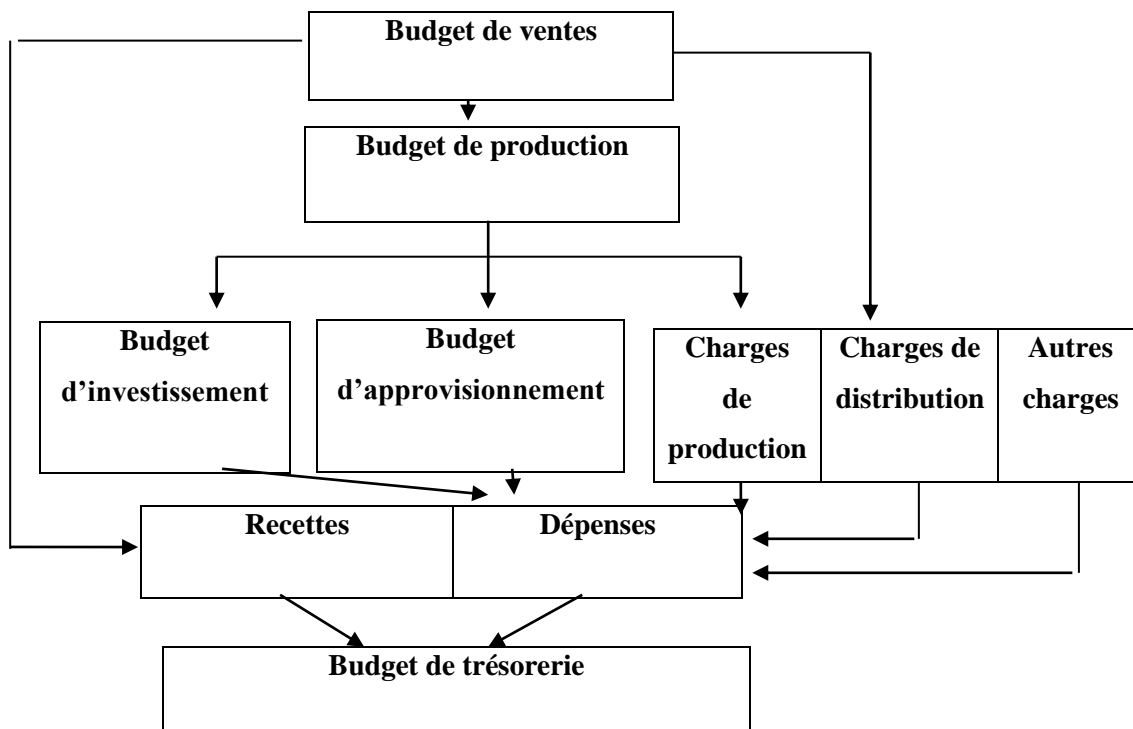 Budget de ventes
Budget de production
Budget
d’investissement
Budget
d’approvisionnement
Charges
de
production
Charges de
distribution
Autres
charges
Recettes
Dépenses
Budget de trésorerie